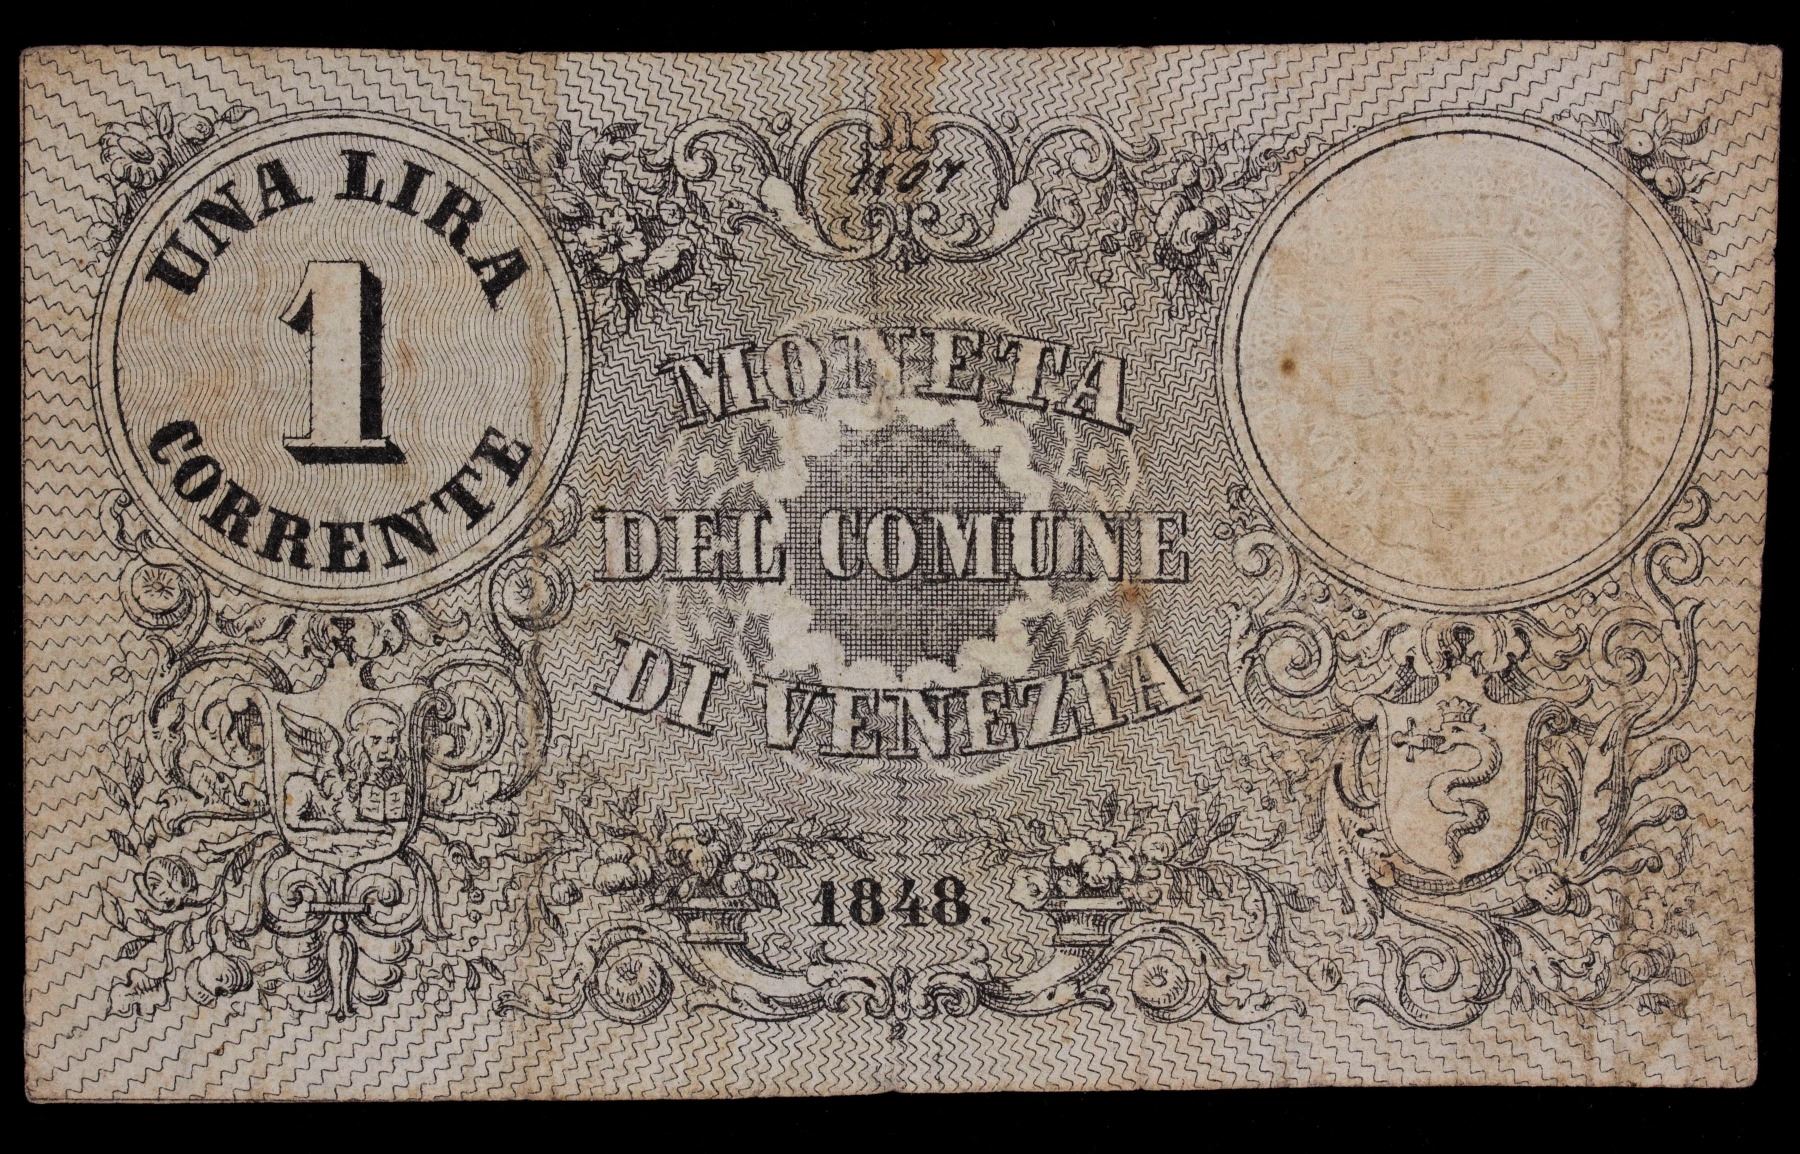 UNA LIRA
1
CORRENTE
MONETA
DEL COMUNE
DI VENEZIA
1848.